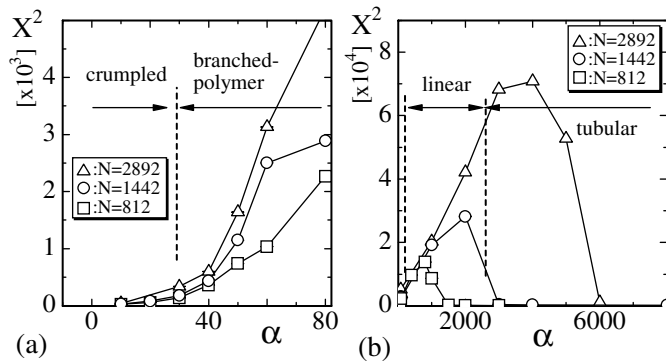 X²
[x10³]
5
4
3
2
1
0
crumpled
branched-
polymer
△:N=2892
○:N=1442
□:N=812
0
40
α
80
(a)
X²
[x10⁴]
8
6
4
2
0
△:N=2892
○:N=1442
□:N=812
linear
tubular
2000
α
6000
(b)